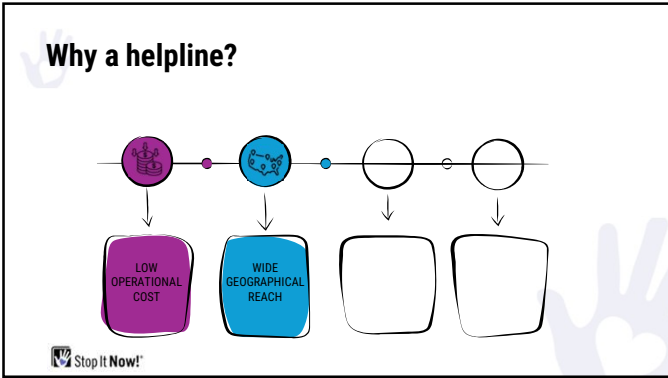 Why a helpline?
LOW
OPERATIONAL
COST
WIDE
GEOGRAPHICAL
REACH
Stop It Now!®